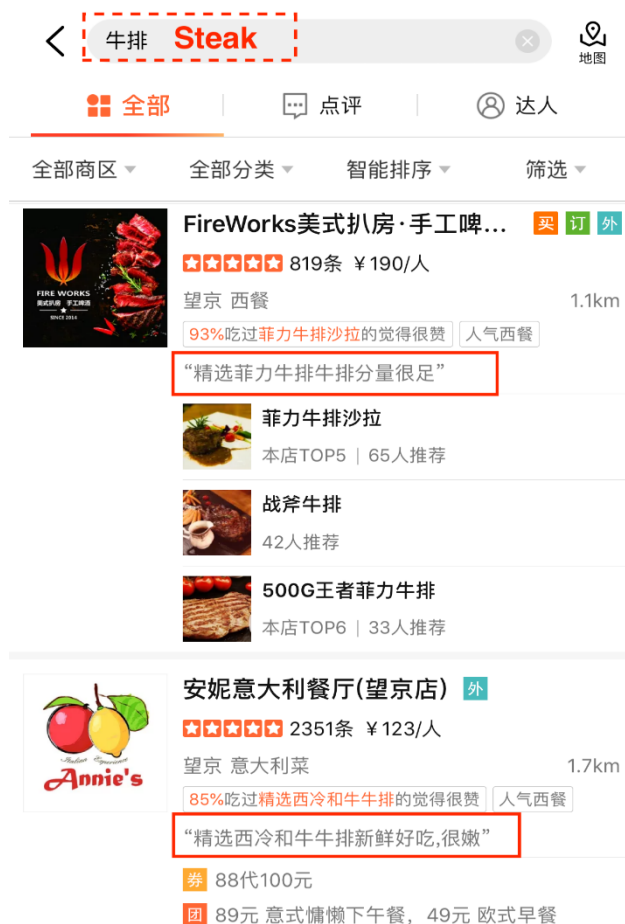 牛排 Steak
地图
全部
点评
达人
全部商区
全部分类
智能排序
筛选
FireWorks美式扒房·手工啤...
买 订 外
819条 ¥190/人
望京 西餐
1.1km
93%吃过菲力牛排沙拉的觉得很赞
人气西餐
“精选菲力牛排牛排分量很足”
FIRE WORKS
美式扒房 手工啤酒
SINCE 2014
菲力牛排沙拉
本店TOP5 | 65人推荐
战斧牛排
42人推荐
500G王者菲力牛排
本店TOP6 | 33人推荐
安妮意大利餐厅(望京店) 外
2351条 ¥123/人
望京 意大利菜
1.7km
85%吃过精选西冷和牛牛排的觉得很赞
人气西餐
“精选西冷和牛牛排新鲜好吃,很嫩”
Italian Experience
Annie's
券 88代100元
团 89元 意式慵懒下午餐，49元 欧式早餐